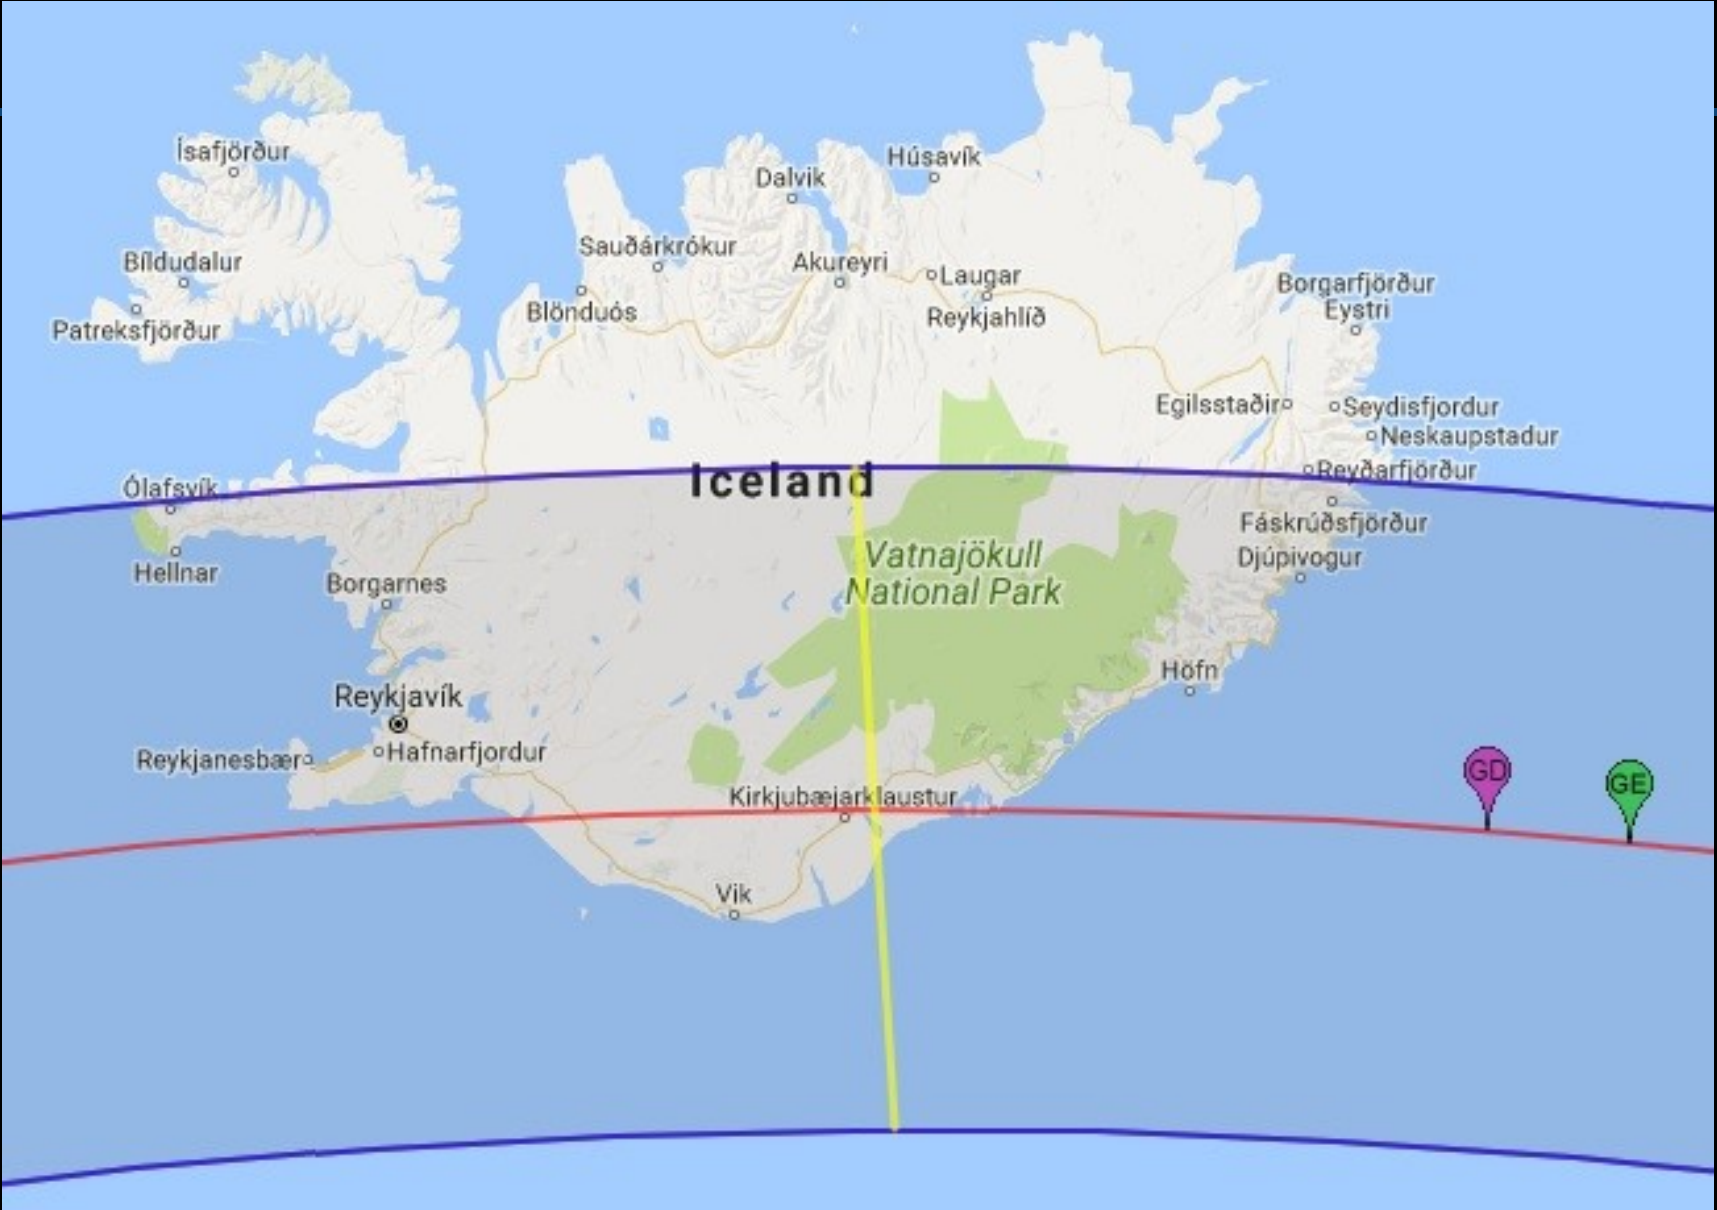 Ísafjörður
Húsavík
Dalvik
Sauðárkrókur
Bíldudalur
Akureyri
Laugar
Borgarfjörður
Eystri
Blönduós
Reykjahlíð
Patreksfjörður
Egilsstaðir
Seydisfjordur
Neskaupstadur
Reyðarfjörður
Iceland
Ólafsvík
Fáskrúðsfjörður
Vatnajökull
National Park
Djúpivogur
Hellnar
Borgarnes
Höfn
Reykjavík
Hafnarfjordur
Reykjanesbær
GD
GE
Kirkjubæjarklaustur
Vik